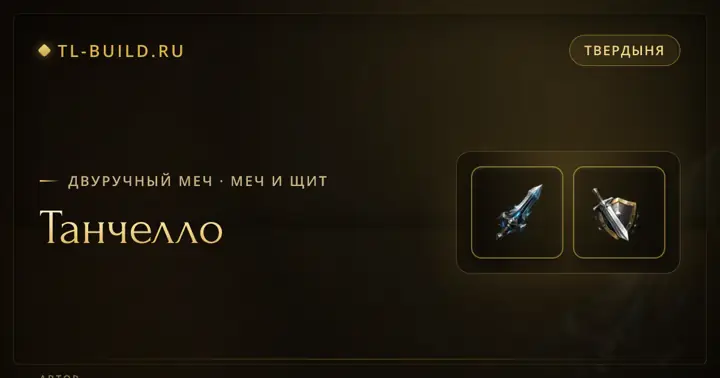 TL-BUILD.RU
ТВЕРДЫНЯ
ДВУРУЧНЫЙ МЕЧ · МЕЧ И ЩИТ
Танчелло